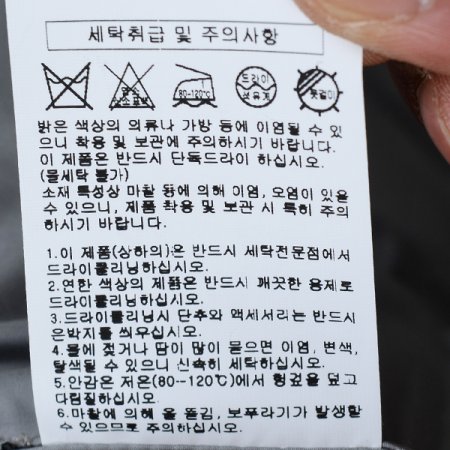 세탁취급 및 주의사항
80-120℃
드라이
석유계
옷걸이
밝은 색상의 의류나 가방 등에 이염될 수 있
으니 착용 및 보관에 주의하시기 바랍니다.
이 제품은 반드시 단독드라이 하십시오.
(물세탁 불가)
소재 특성상 마찰 등에 의해 이염, 오염이 있을
수 있으니, 제품 착용 및 보관 시 특히 주의
하시기 바랍니다.
1.이 제품(상하의)은 반드시 세탁전문점에서
드라이클리닝하십시오.
2.연한 색상의 제품은 반드시 깨끗한 용제로
드라이클리닝하십시오.
3.드라이클리닝시 단추와 액세서리는 반드시
은박지를 씌우십시오.
4.물에 젖거나 땀이 많이 묻으면 이염, 변색,
탈색될 수 있으니 신속히 세탁하십시오.
5.안감은 저온(80--120℃)에서 헝겊을 덮고
다림질하십시오.
6.마찰에 의해 올 뜯김, 보푸라기가 발생할
수 있으므로 주의하십시오.